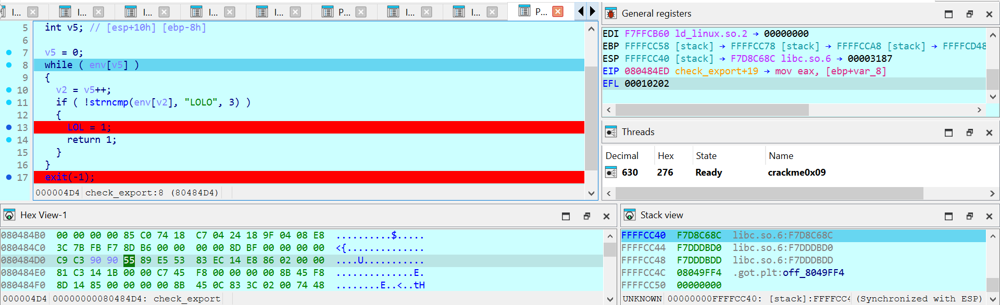 I... I... I... I... I... P... I... I... P...
5 int v5; // [esp+10h] [ebp-8h]
6
7 v5 = 0;
8 while ( env[v5] )
9 {
10 v2 = v5++;
11 if ( !strncmp(env[v2], "LOLO", 3) )
12 {
13 LOL = 1;
14 return 1;
15 }
16 }
17 exit(-1);
000004D4 check_export:8 (80484D4)
General registers
EDI F7FFCB60 ld_linux.so.2 → 00000000
EBP FFFFCC58 [stack] → FFFFCC78 [stack] → FFFFCCA8 [stack] → FFFFCD48
ESP FFFFCC40 [stack] → F7D8C68C libc.so.6 → 00003187
EIP 080484ED check_export+19 → mov eax, [ebp+var_8]
EFL 00010202
Threads
Decimal Hex State Name
630 276 Ready crackme0x09
Hex View-1
080484B0 00 00 00 00 85 C0 74 18 C7 04 24 18 9F 04 08 E8 ..........$.....
080484C0 3C 7B FB F7 8D B6 00 00 00 00 8D BF 00 00 00 00 <{..............
080484D0 C9 C3 90 90 55 89 E5 53 83 EC 14 E8 86 02 00 00 ....U...........
080484E0 81 C3 14 1B 00 00 C7 45 F8 00 00 00 00 8B 45 F8 ..............E.
080484F0 8D 14 85 00 00 00 00 8B 45 0C 83 3C 02 00 74 48 ........E..<..tH
000004D4 00000000080484D4: check_export
Stack view
FFFFCC40 F7D8C68C libc.so.6:F7D8C68C
FFFFCC44 F7DDDBD0 libc.so.6:F7DDDBD0
FFFFCC48 F7DDDBDD libc.so.6:F7DDDBDD
FFFFCC4C 08049FF4 .got.plt:off_8049FF4
FFFFCC50 00000000
UNKNOWN 00000000FFFFCC40: [stack]:FFFFCC4 (Synchronized with ESP)